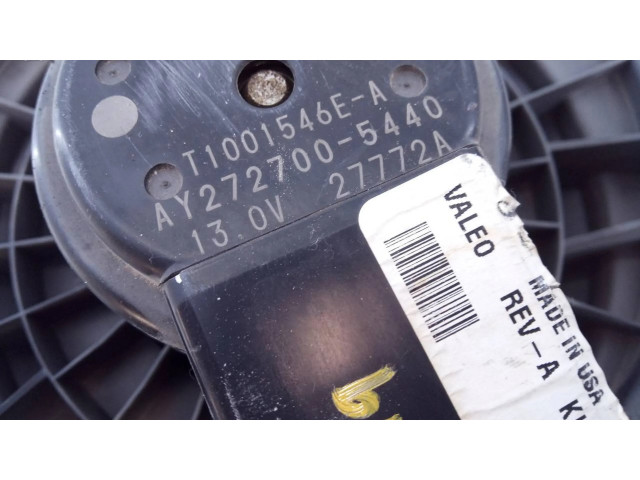 T1001546E-A
AY272700-5440
13.0V 27772A
VALEO
REV-A
MADE IN USA